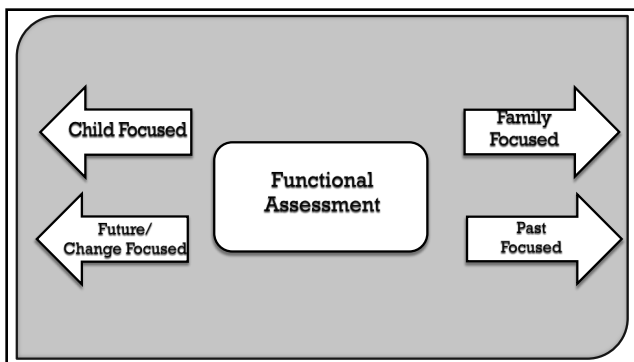 Child Focused
Family
Focused
Functional
Assessment
Future/
Change Focused
Past
Focused